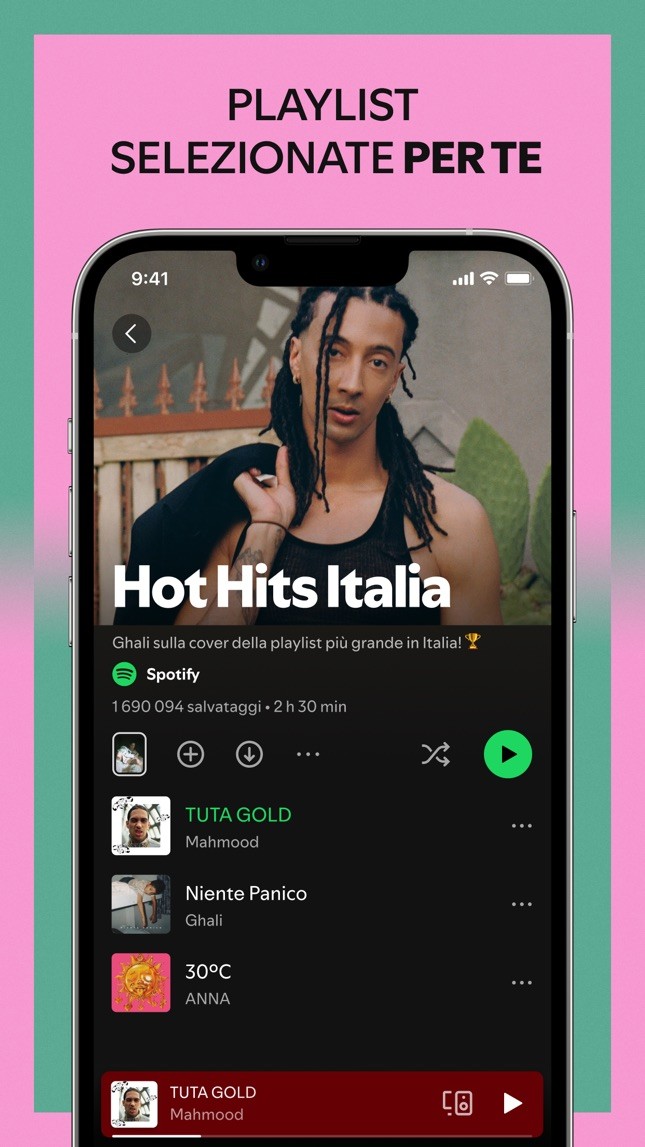 PLAYLIST
SELEZIONATE PER TE
9:41
Hot Hits Italia
Ghali sulla cover della playlist più grande in Italia! 🏆
Spotify
1 690 094 salvataggi • 2 h 30 min
TUTA GOLD
Mahmood
Niente Panico
Ghali
30°C
ANNA
TUTA GOLD
Mahmood